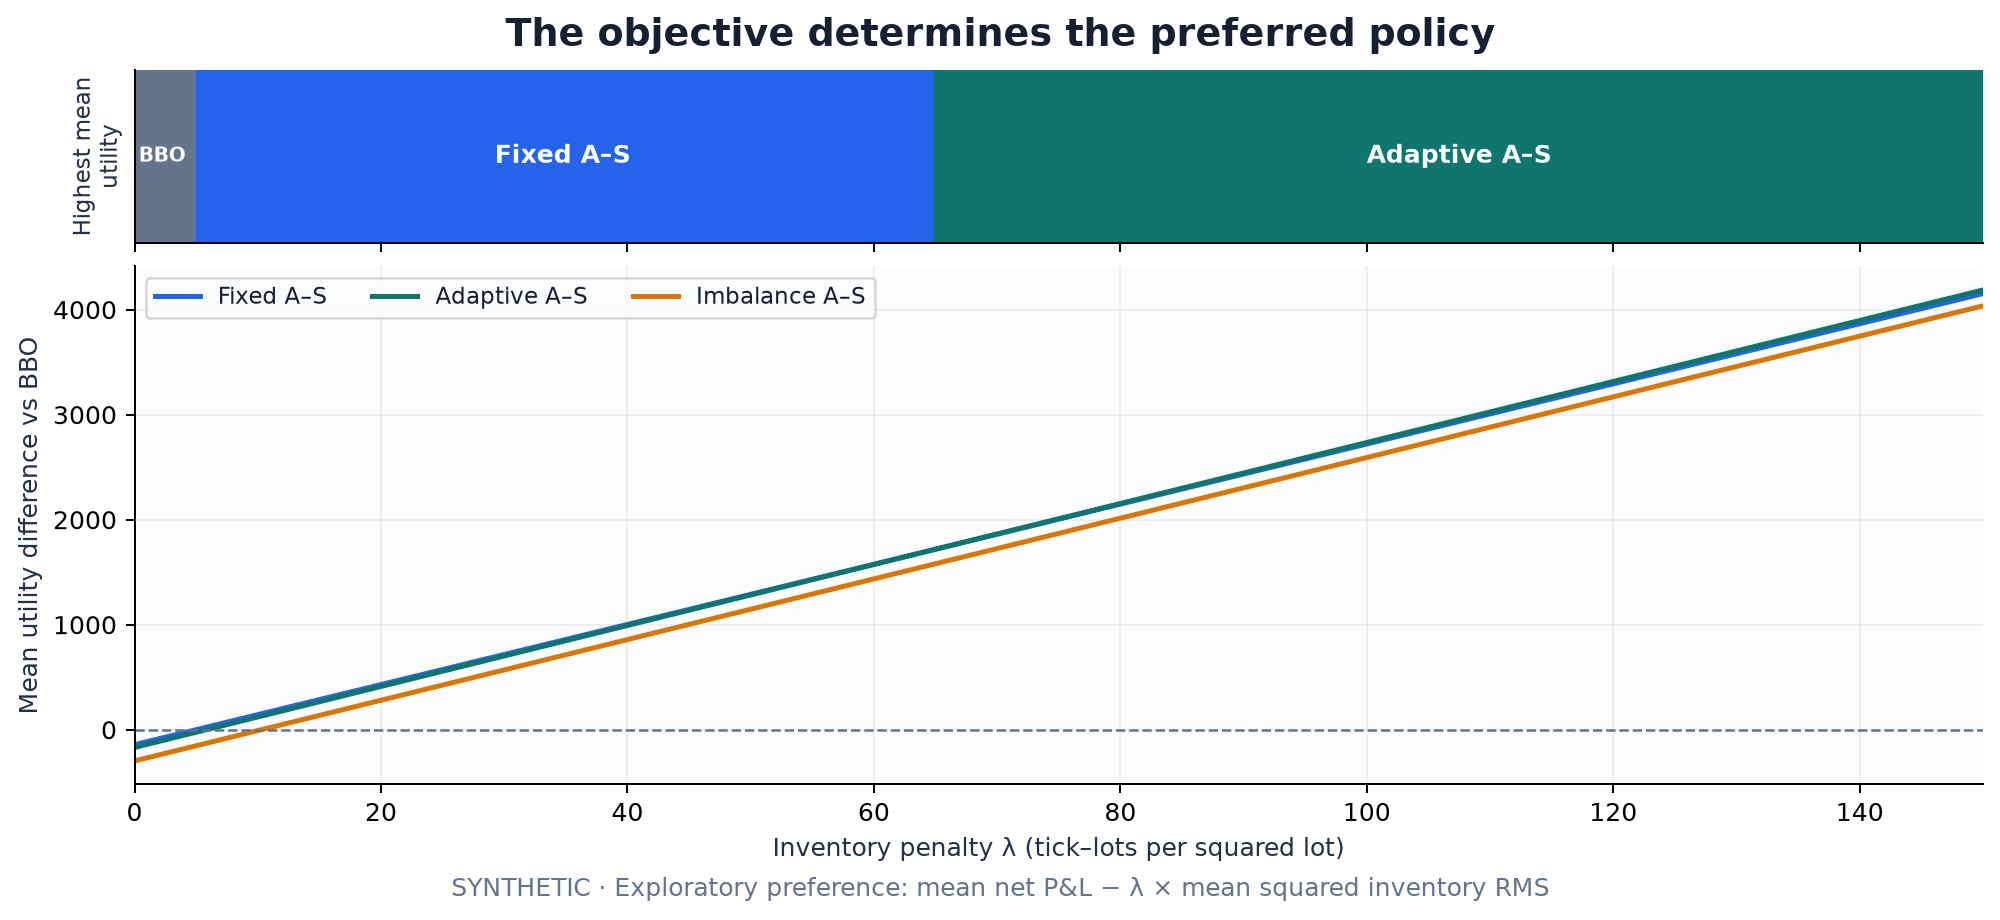 The objective determines the preferred policy
Highest mean
utility
BBO
Fixed A–S
Adaptive A–S
Fixed A–S
Adaptive A–S
Imbalance A–S
Mean utility difference vs BBO
4000
3000
2000
1000
0
0
20
40
60
80
100
120
140
Inventory penalty λ (tick–lots per squared lot)
SYNTHETIC · Exploratory preference: mean net P&L − λ × mean squared inventory RMS